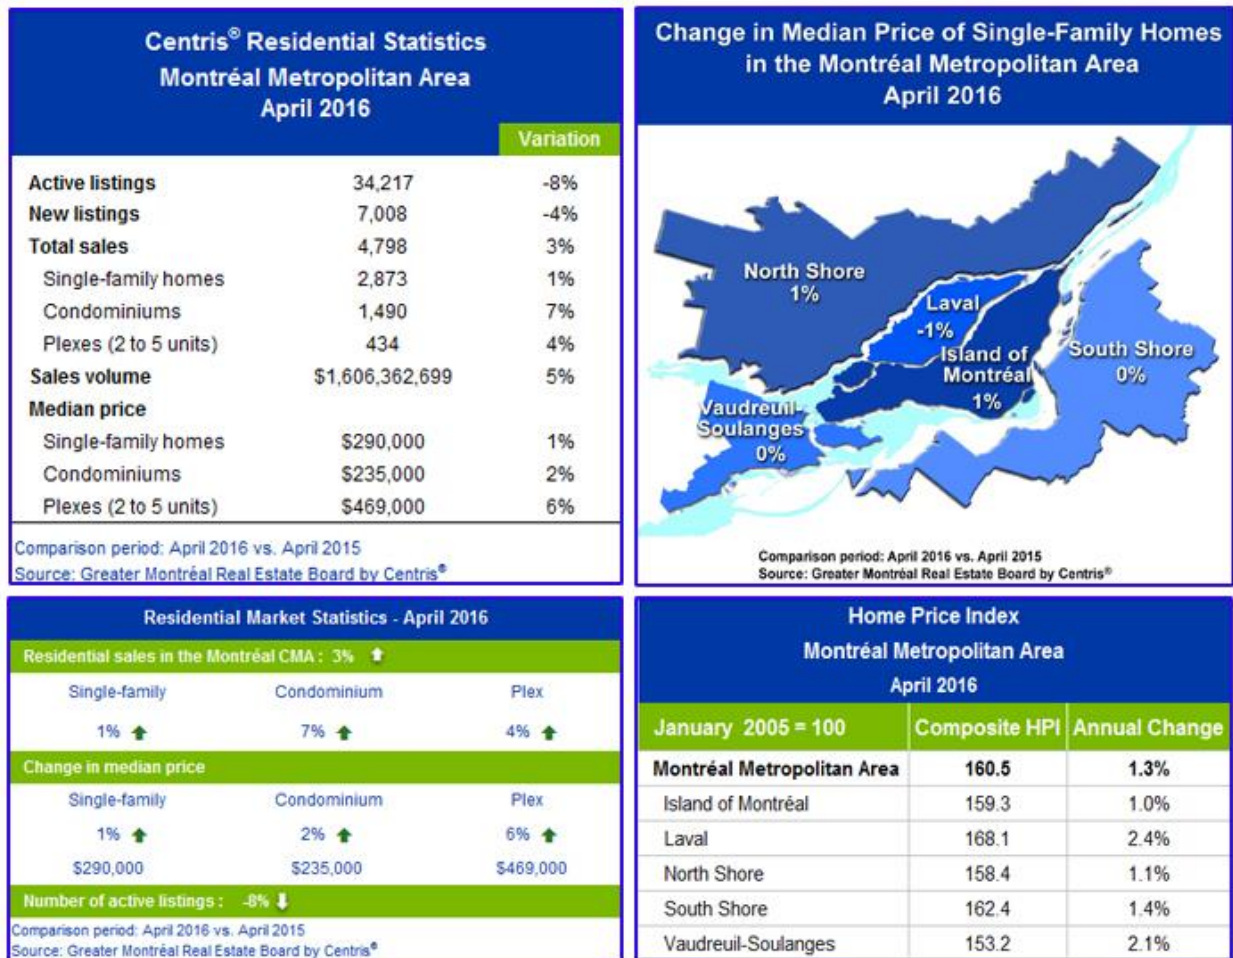 Centris® Residential Statistics
Montréal Metropolitan Area
April 2016
Variation
Active listings 34,217 -8%
New listings 7,008 -4%
Total sales 4,798 3%
Single-family homes 2,873 1%
Condominiums 1,490 7%
Plexes (2 to 5 units) 434 4%
Sales volume $1,606,362,699 5%
Median price
Single-family homes $290,000 1%
Condominiums $235,000 2%
Plexes (2 to 5 units) $469,000 6%
Comparison period: April 2016 vs. April 2015
Source: Greater Montréal Real Estate Board by Centris®
Change in Median Price of Single-Family Homes
in the Montréal Metropolitan Area
April 2016
North Shore
1%
Laval
-1%
Island of
Montréal
1%
South Shore
0%
Vaudreuil-
Soulanges
0%
Comparison period: April 2016 vs. April 2015
Source: Greater Montréal Real Estate Board by Centris®
Residential Market Statistics - April 2016
Residential sales in the Montréal CMA : 3%
Single-family Condominium Plex
1% 7% 4%
Change in median price
Single-family Condominium Plex
1% 2% 6%
$290,000 $235,000 $469,000
Number of active listings : -8%
Comparison period: April 2016 vs. April 2015
Source: Greater Montréal Real Estate Board by Centris®
Home Price Index
Montréal Metropolitan Area
April 2016
January 2005 = 100 Composite HPI Annual Change
Montréal Metropolitan Area 160.5 1.3%
Island of Montréal 159.3 1.0%
Laval 168.1 2.4%
North Shore 158.4 1.1%
South Shore 162.4 1.4%
Vaudreuil-Soulanges 153.2 2.1%